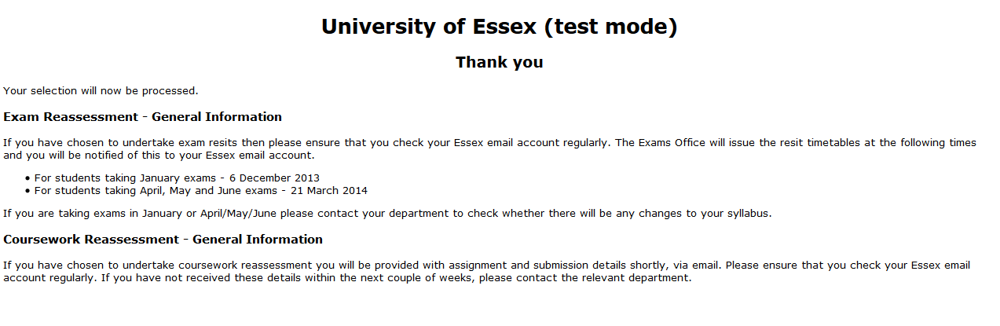 University of Essex (test mode)
Thank you
Your selection will now be processed.
Exam Reassessment - General Information
If you have chosen to undertake exam resits then please ensure that you check your Essex email account regularly. The Exams Office will issue the resit timetables at the following times
and you will be notified of this to your Essex email account.
• For students taking January exams - 6 December 2013
• For students taking April, May and June exams - 21 March 2014
If you are taking exams in January or April/May/June please contact your department to check whether there will be any changes to your syllabus.
Coursework Reassessment - General Information
If you have chosen to undertake coursework reassessment you will be provided with assignment and submission details shortly, via email. Please ensure that you check your Essex email
account regularly. If you have not received these details within the next couple of weeks, please contact the relevant department.